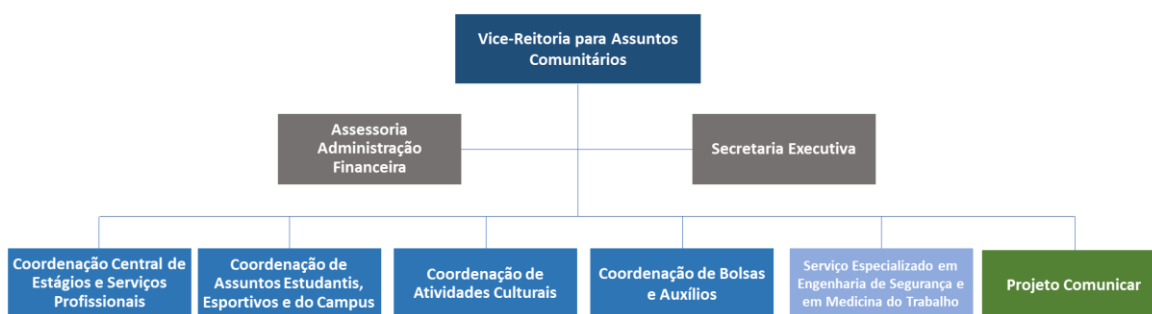 Vice-Reitoria para Assuntos
Comunitários
Assessoria
Administração
Financeira
Secretaria Executiva
Coordenação Central de
Estágios e Serviços
Profissionais
Coordenação de
Assuntos Estudantis,
Esportivos e do Campus
Coordenação de
Atividades Culturais
Coordenação de Bolsas
e Auxílios
Serviço Especializado em
Engenharia de Segurança e
em Medicina do Trabalho
Projeto Comunicar